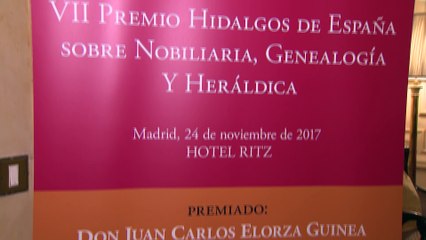 VII Premio Hidalgos de España
sobre Nobiliaria, Genealogía
y Heráldica
Madrid, 24 de noviembre de 2017
HOTEL RITZ
PREMIADO:
Don Juan Carlos Elorza Guinea